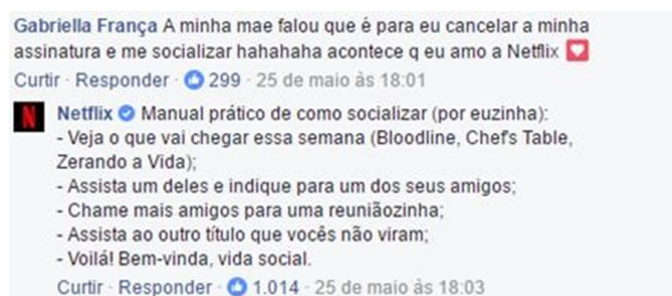 Gabriella França A minha mae falou que é para eu cancelar a minha
assinatura e me socializar hahahaha acontece q eu amo a Netflix
Curtir · Responder · 299 · 25 de maio às 18:01
N Netflix Manual prático de como socializar (por euzinha):
- Veja o que vai chegar essa semana (Bloodline, Chef's Table,
Zerando a Vida);
- Assista um deles e indique para um dos seus amigos;
- Chame mais amigos para uma reuniãozinha;
- Assista ao outro título que vocês não viram;
- Voilá! Bem-vinda, vida social.
Curtir · Responder · 1.014 · 25 de maio às 18:03